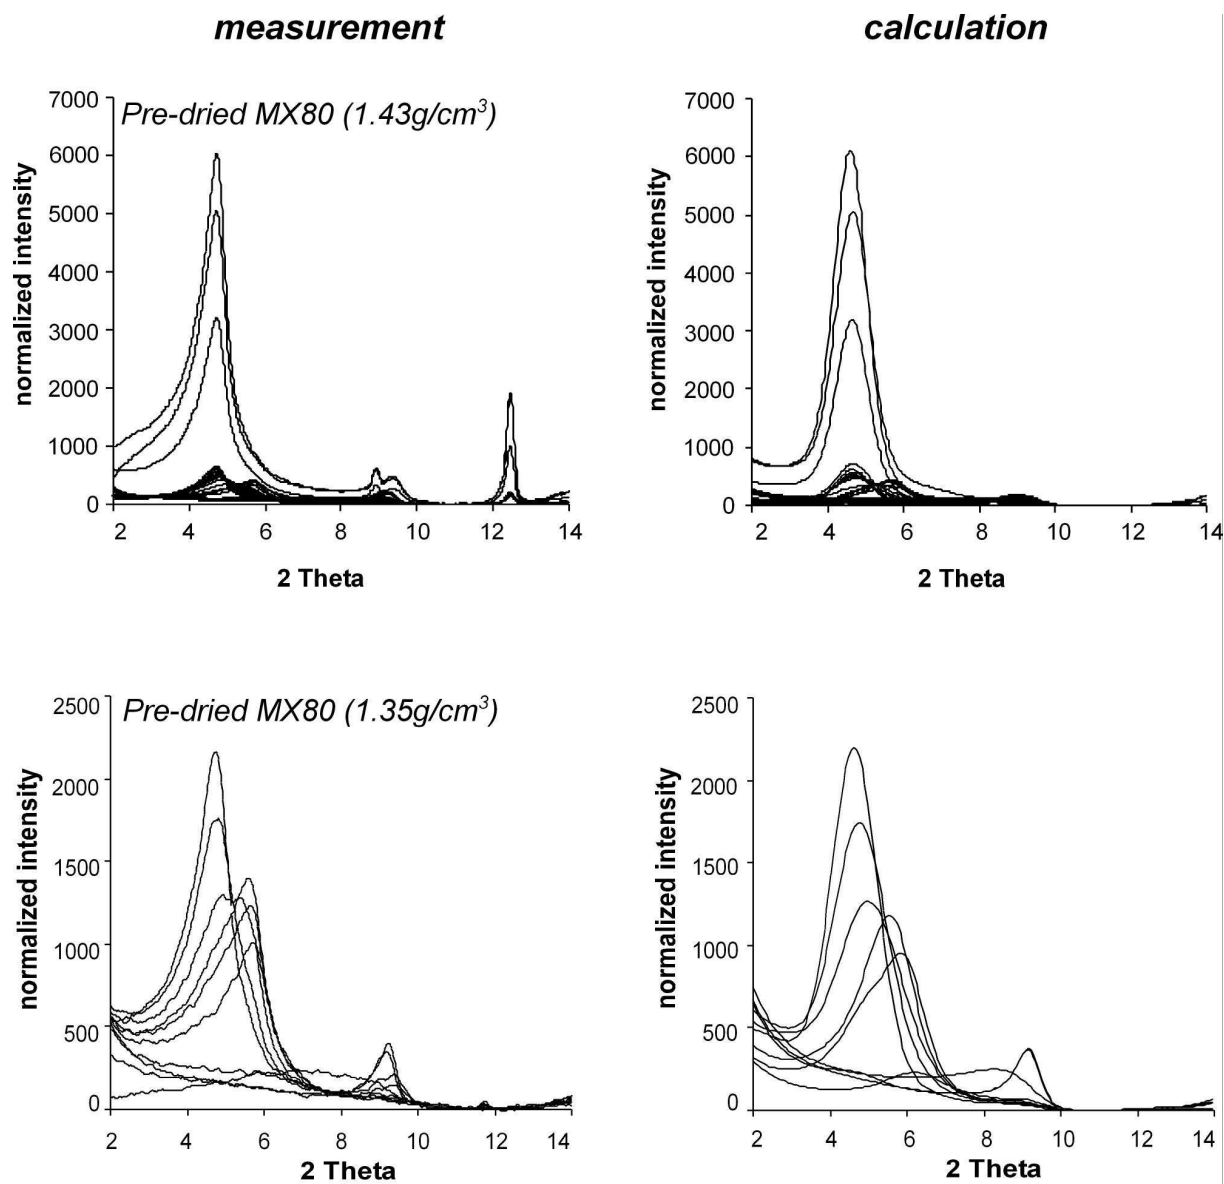 measurement
calculation
Pre-dried MX80 (1.43g/cm³)
normalized intensity
7000
6000
5000
4000
3000
2000
1000
0
2 4 6 8 10 12 14
2 Theta
normalized intensity
7000
6000
5000
4000
3000
2000
1000
0
2 4 6 8 10 12 14
2 Theta
Pre-dried MX80 (1.35g/cm³)
normalized intensity
2500
2000
1500
1000
500
0
2 4 6 8 10 12 14
2 Theta
normalized intensity
2500
2000
1500
1000
500
0
2 4 6 8 10 12 14
2 Theta